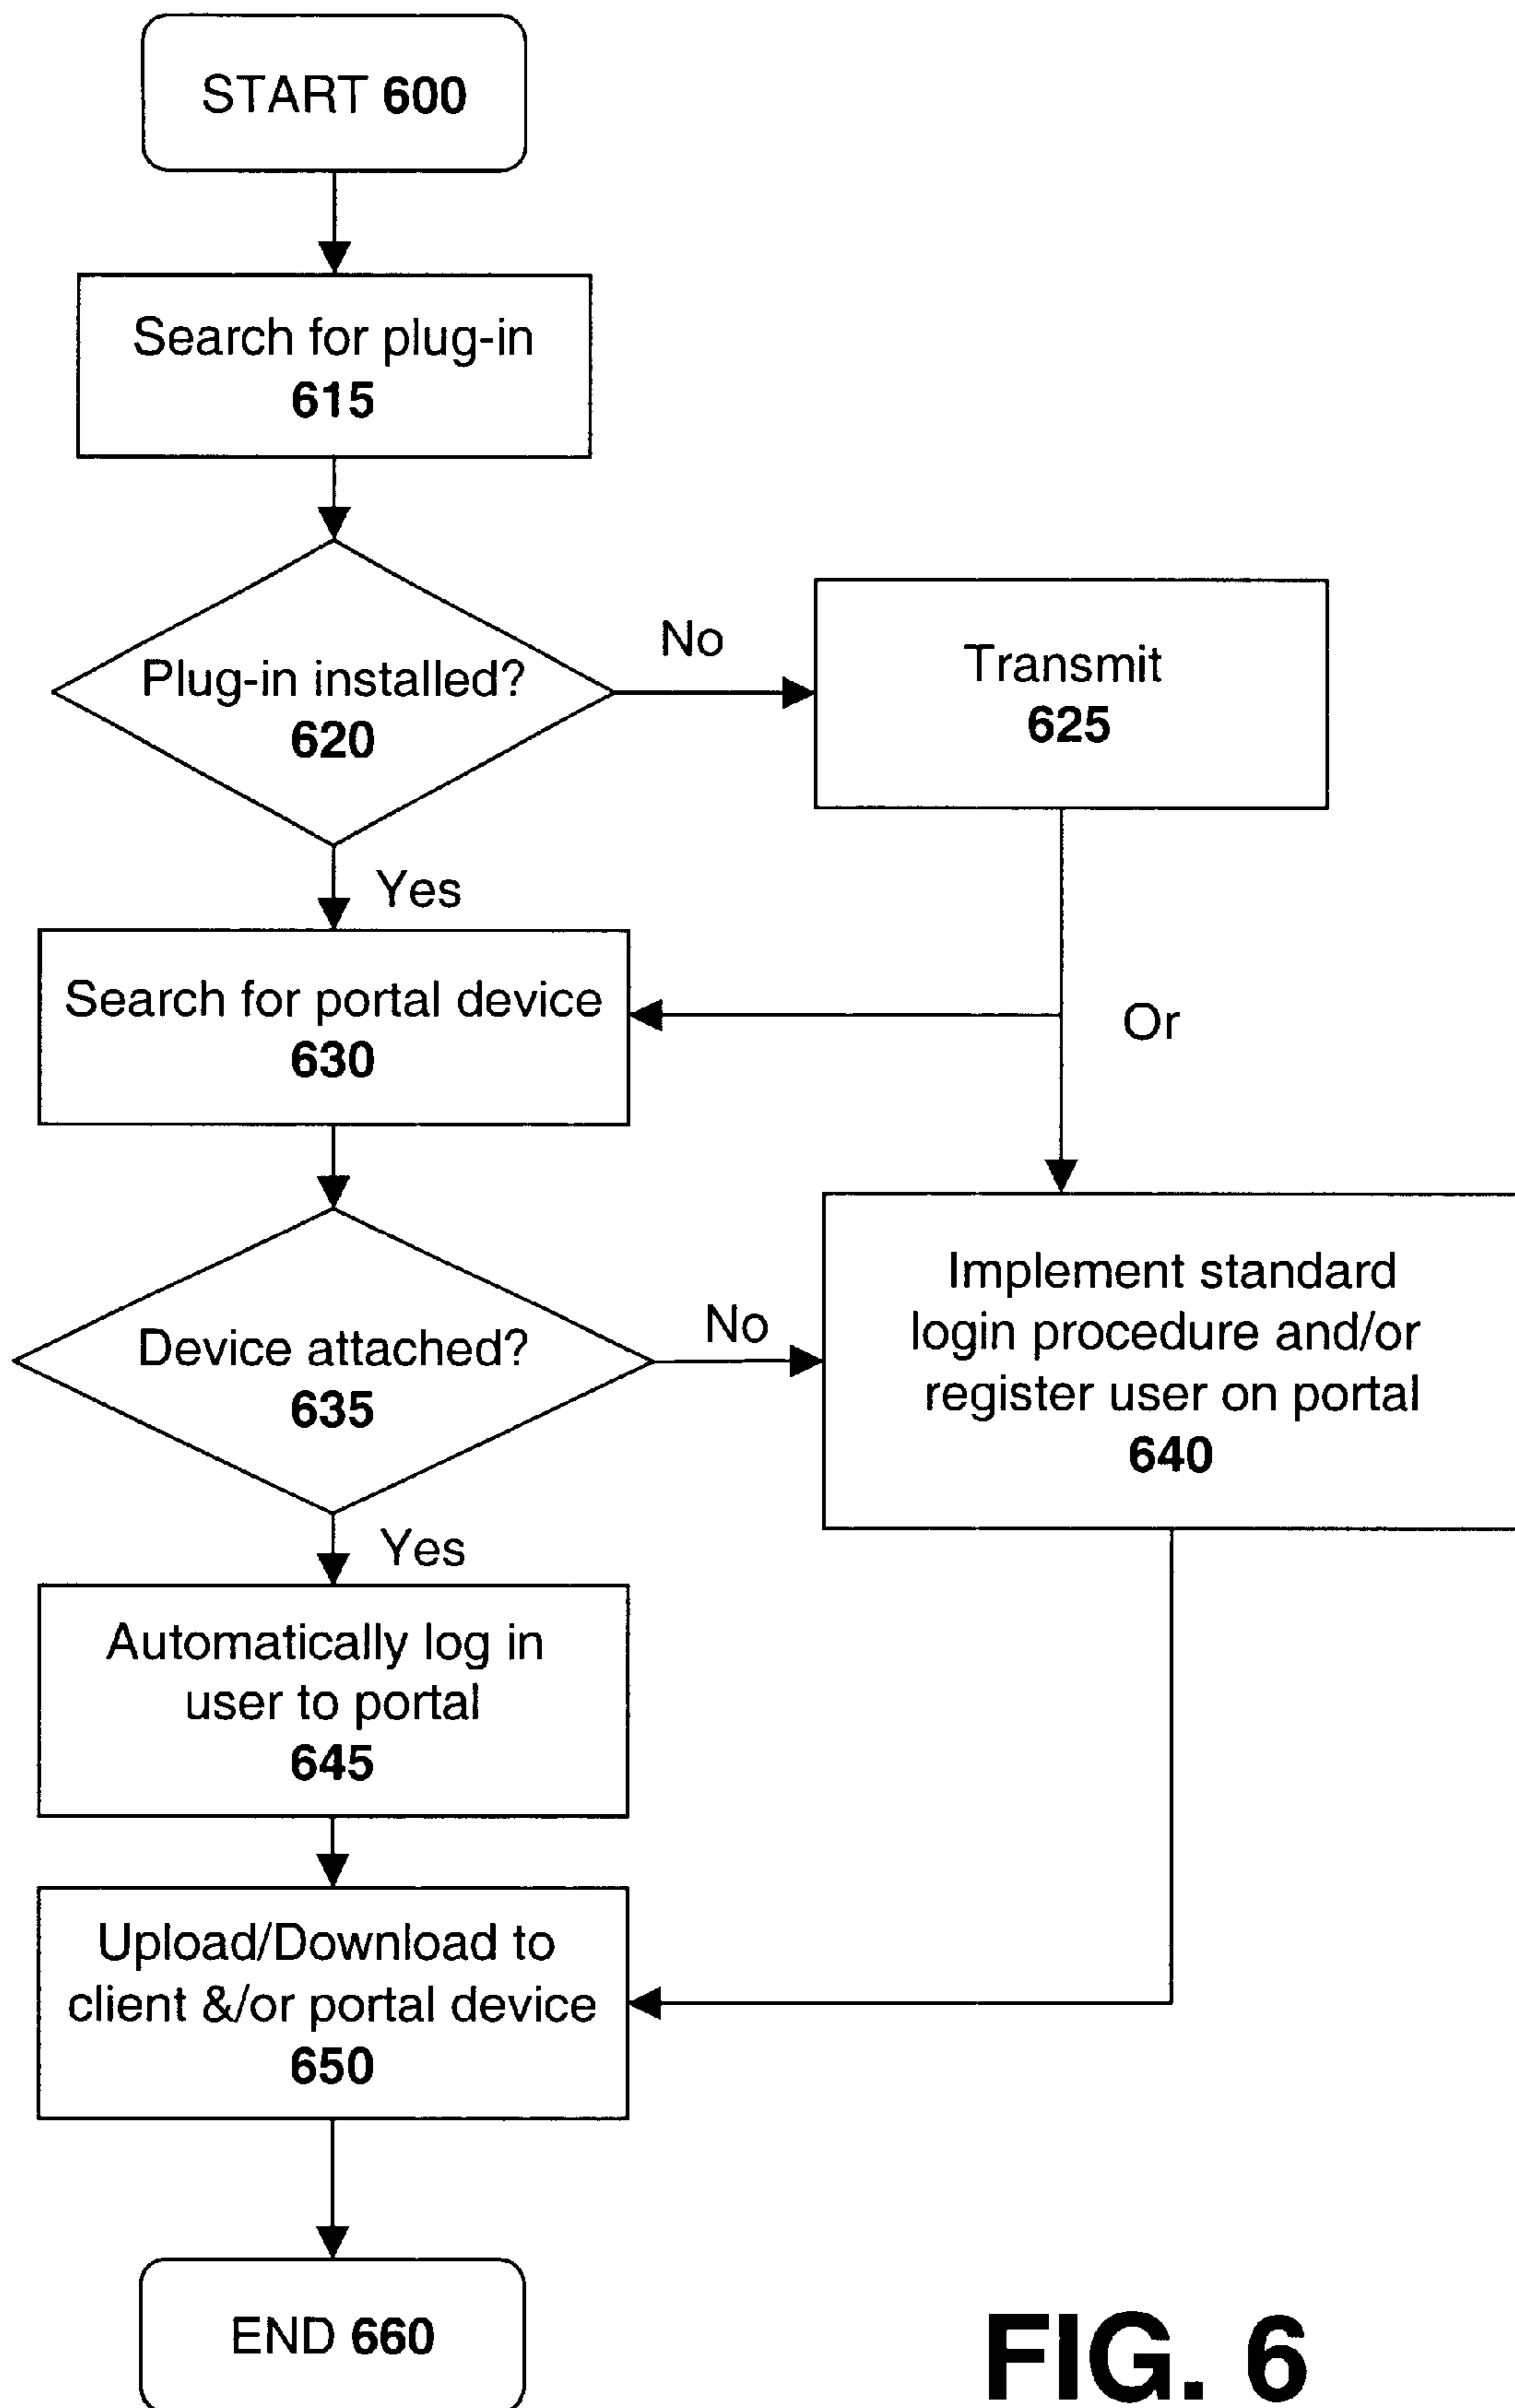 START 600
Search for plug-in
615
Plug-in installed?
620
No
Transmit
625
Yes
Search for portal device
630
Or
Device attached?
635
No
Implement standard
login procedure and/or
register user on portal
640
Yes
Automatically log in
user to portal
645
Upload/Download to
client &/or portal device
650
END 660
FIG. 6